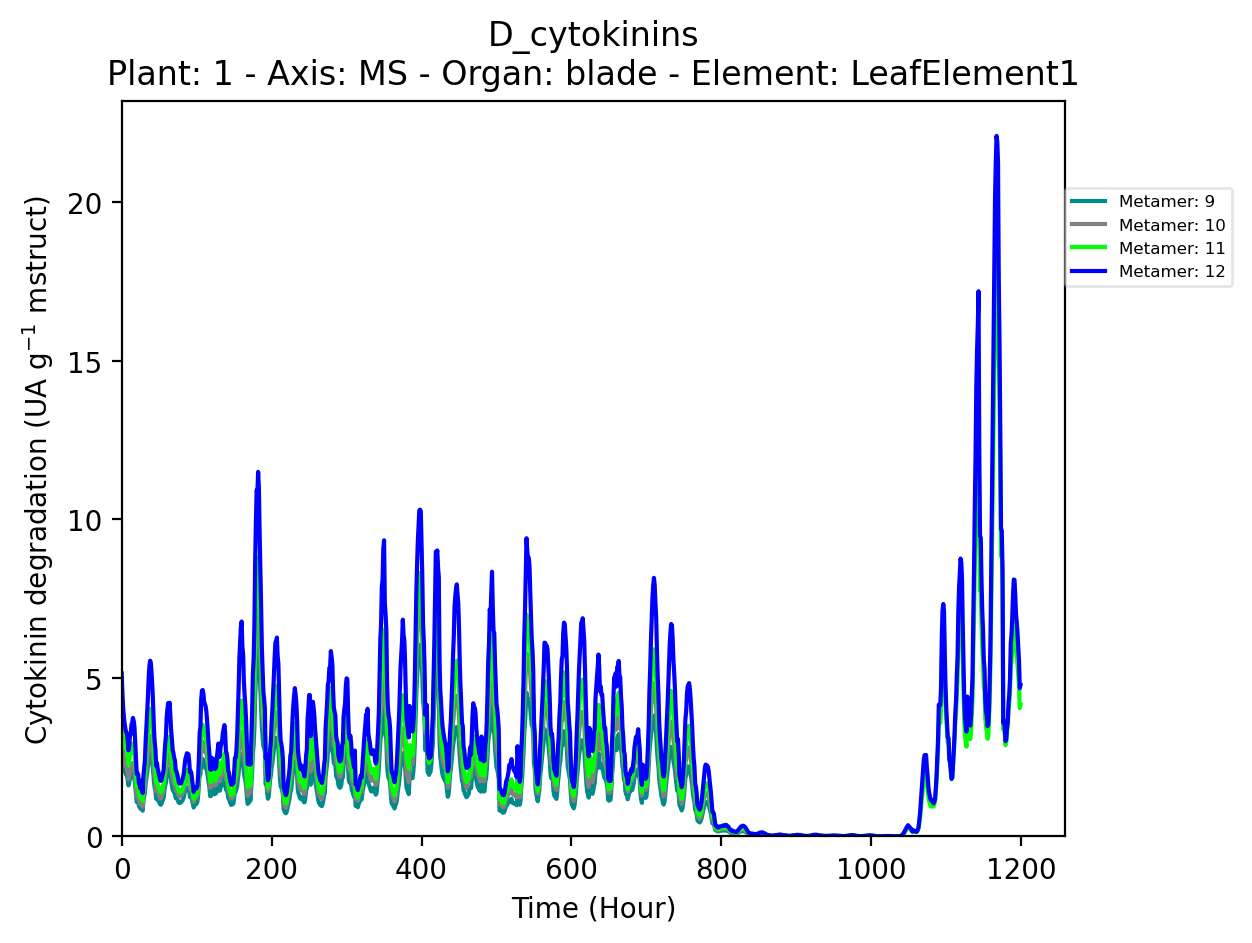 D_cytokinins
Plant: 1 - Axis: MS - Organ: blade - Element: LeafElement1
Cytokinin degradation (UA g⁻¹ mstruct)
20
15
10
5
0
0 200 400 600 800 1000 1200
Time (Hour)
Metamer: 9
Metamer: 10
Metamer: 11
Metamer: 12